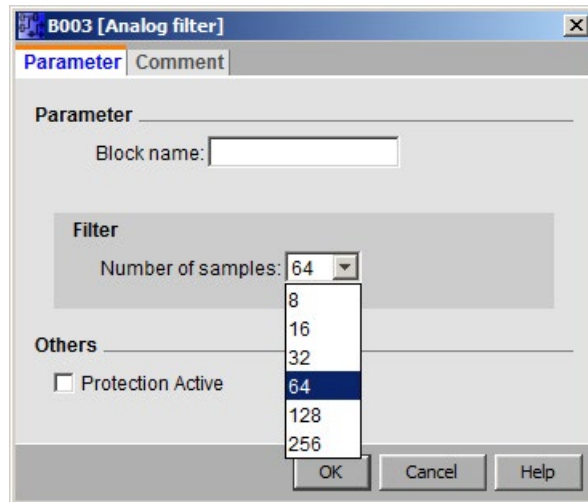 B003 [Analog filter]
Parameter Comment
Parameter
Block name:
Filter
Number of samples: 64
8
16
32
64
128
256
Others
Protection Active
OK Cancel Help